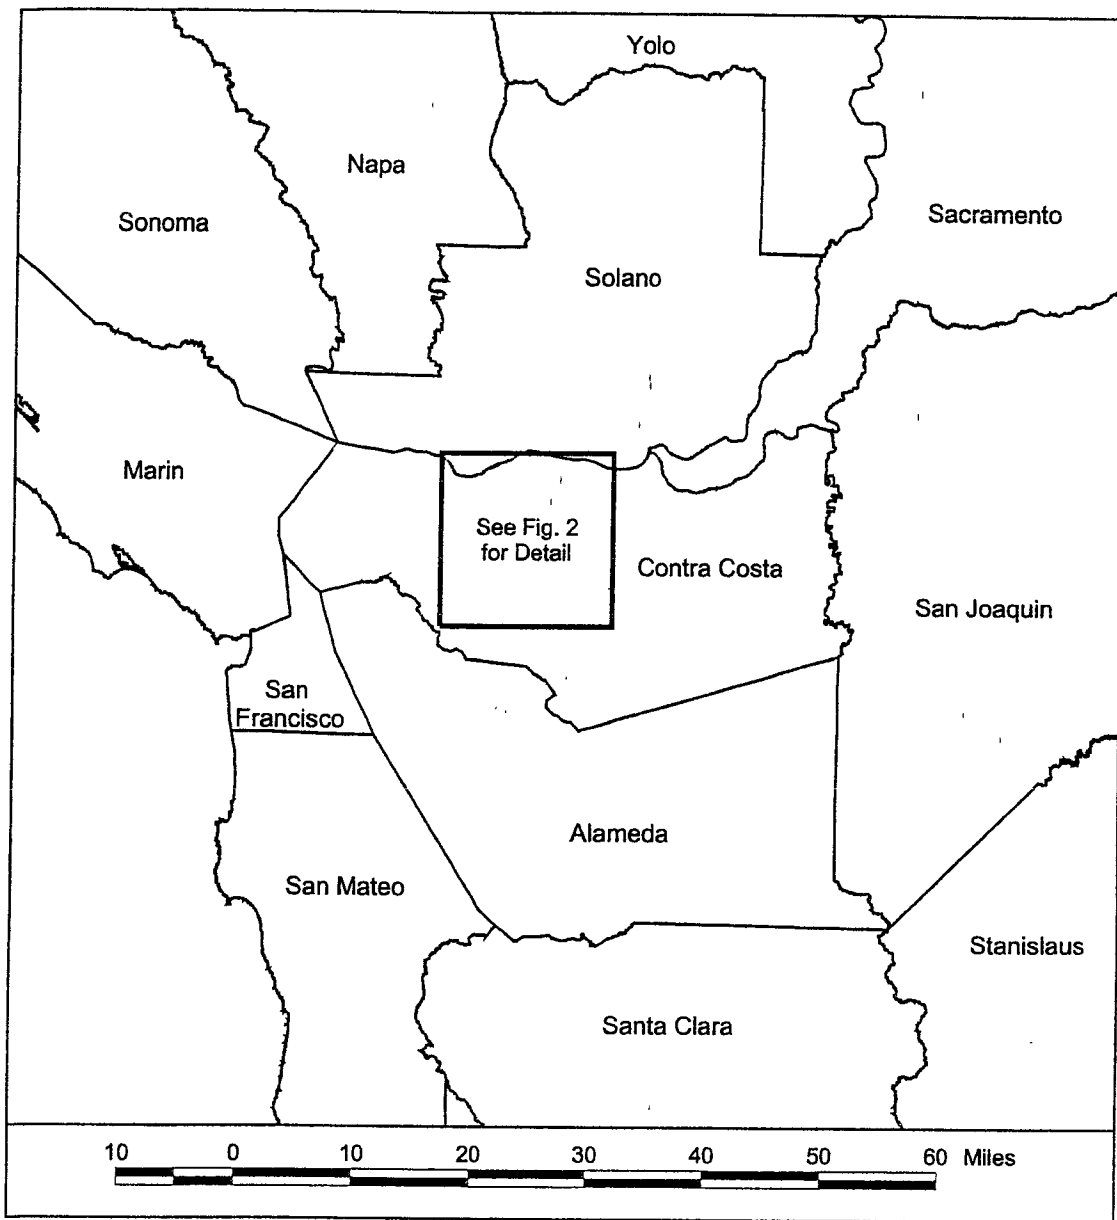 Yolo
Napa
Sonoma
Sacramento
Solano
Marin
See Fig. 2
for Detail
Contra Costa
San Joaquin
San
Francisco
Alameda
San Mateo
Stanislaus
Santa Clara
10 0 10 20 30 40 50 60 Miles